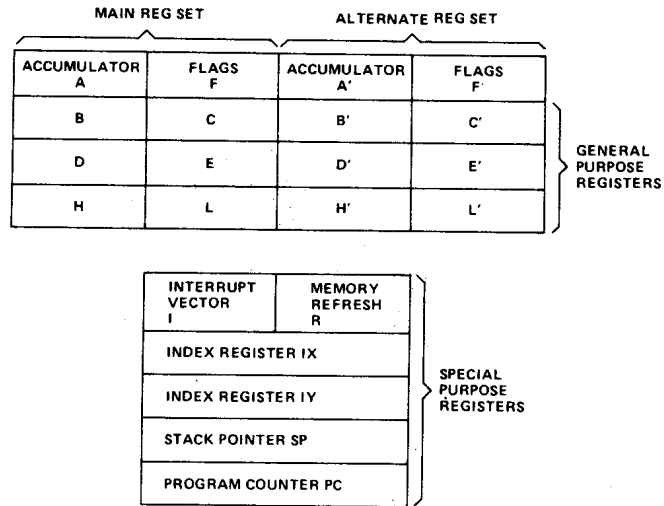 MAIN REG SET
ALTERNATE REG SET
ACCUMULATOR
A
FLAGS
F
ACCUMULATOR
A'
FLAGS
F'
B
C
B'
C'
D
E
D'
E'
H
L
H'
L'
GENERAL
PURPOSE
REGISTERS
INTERRUPT
VECTOR
I
MEMORY
REFRESH
R
INDEX REGISTER IX
INDEX REGISTER IY
STACK POINTER SP
PROGRAM COUNTER PC
SPECIAL
PURPOSE
REGISTERS